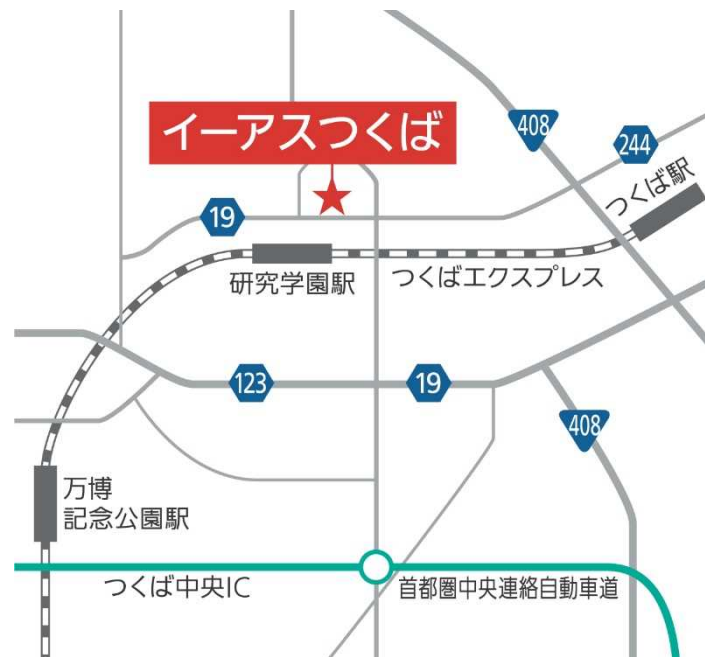 408
イーアスつくば
244
つくば駅
19
研究学園駅
つくばエクスプレス
123
19
408
万博
記念公園駅
つくば中央IC
首都圏中央連絡自動車道